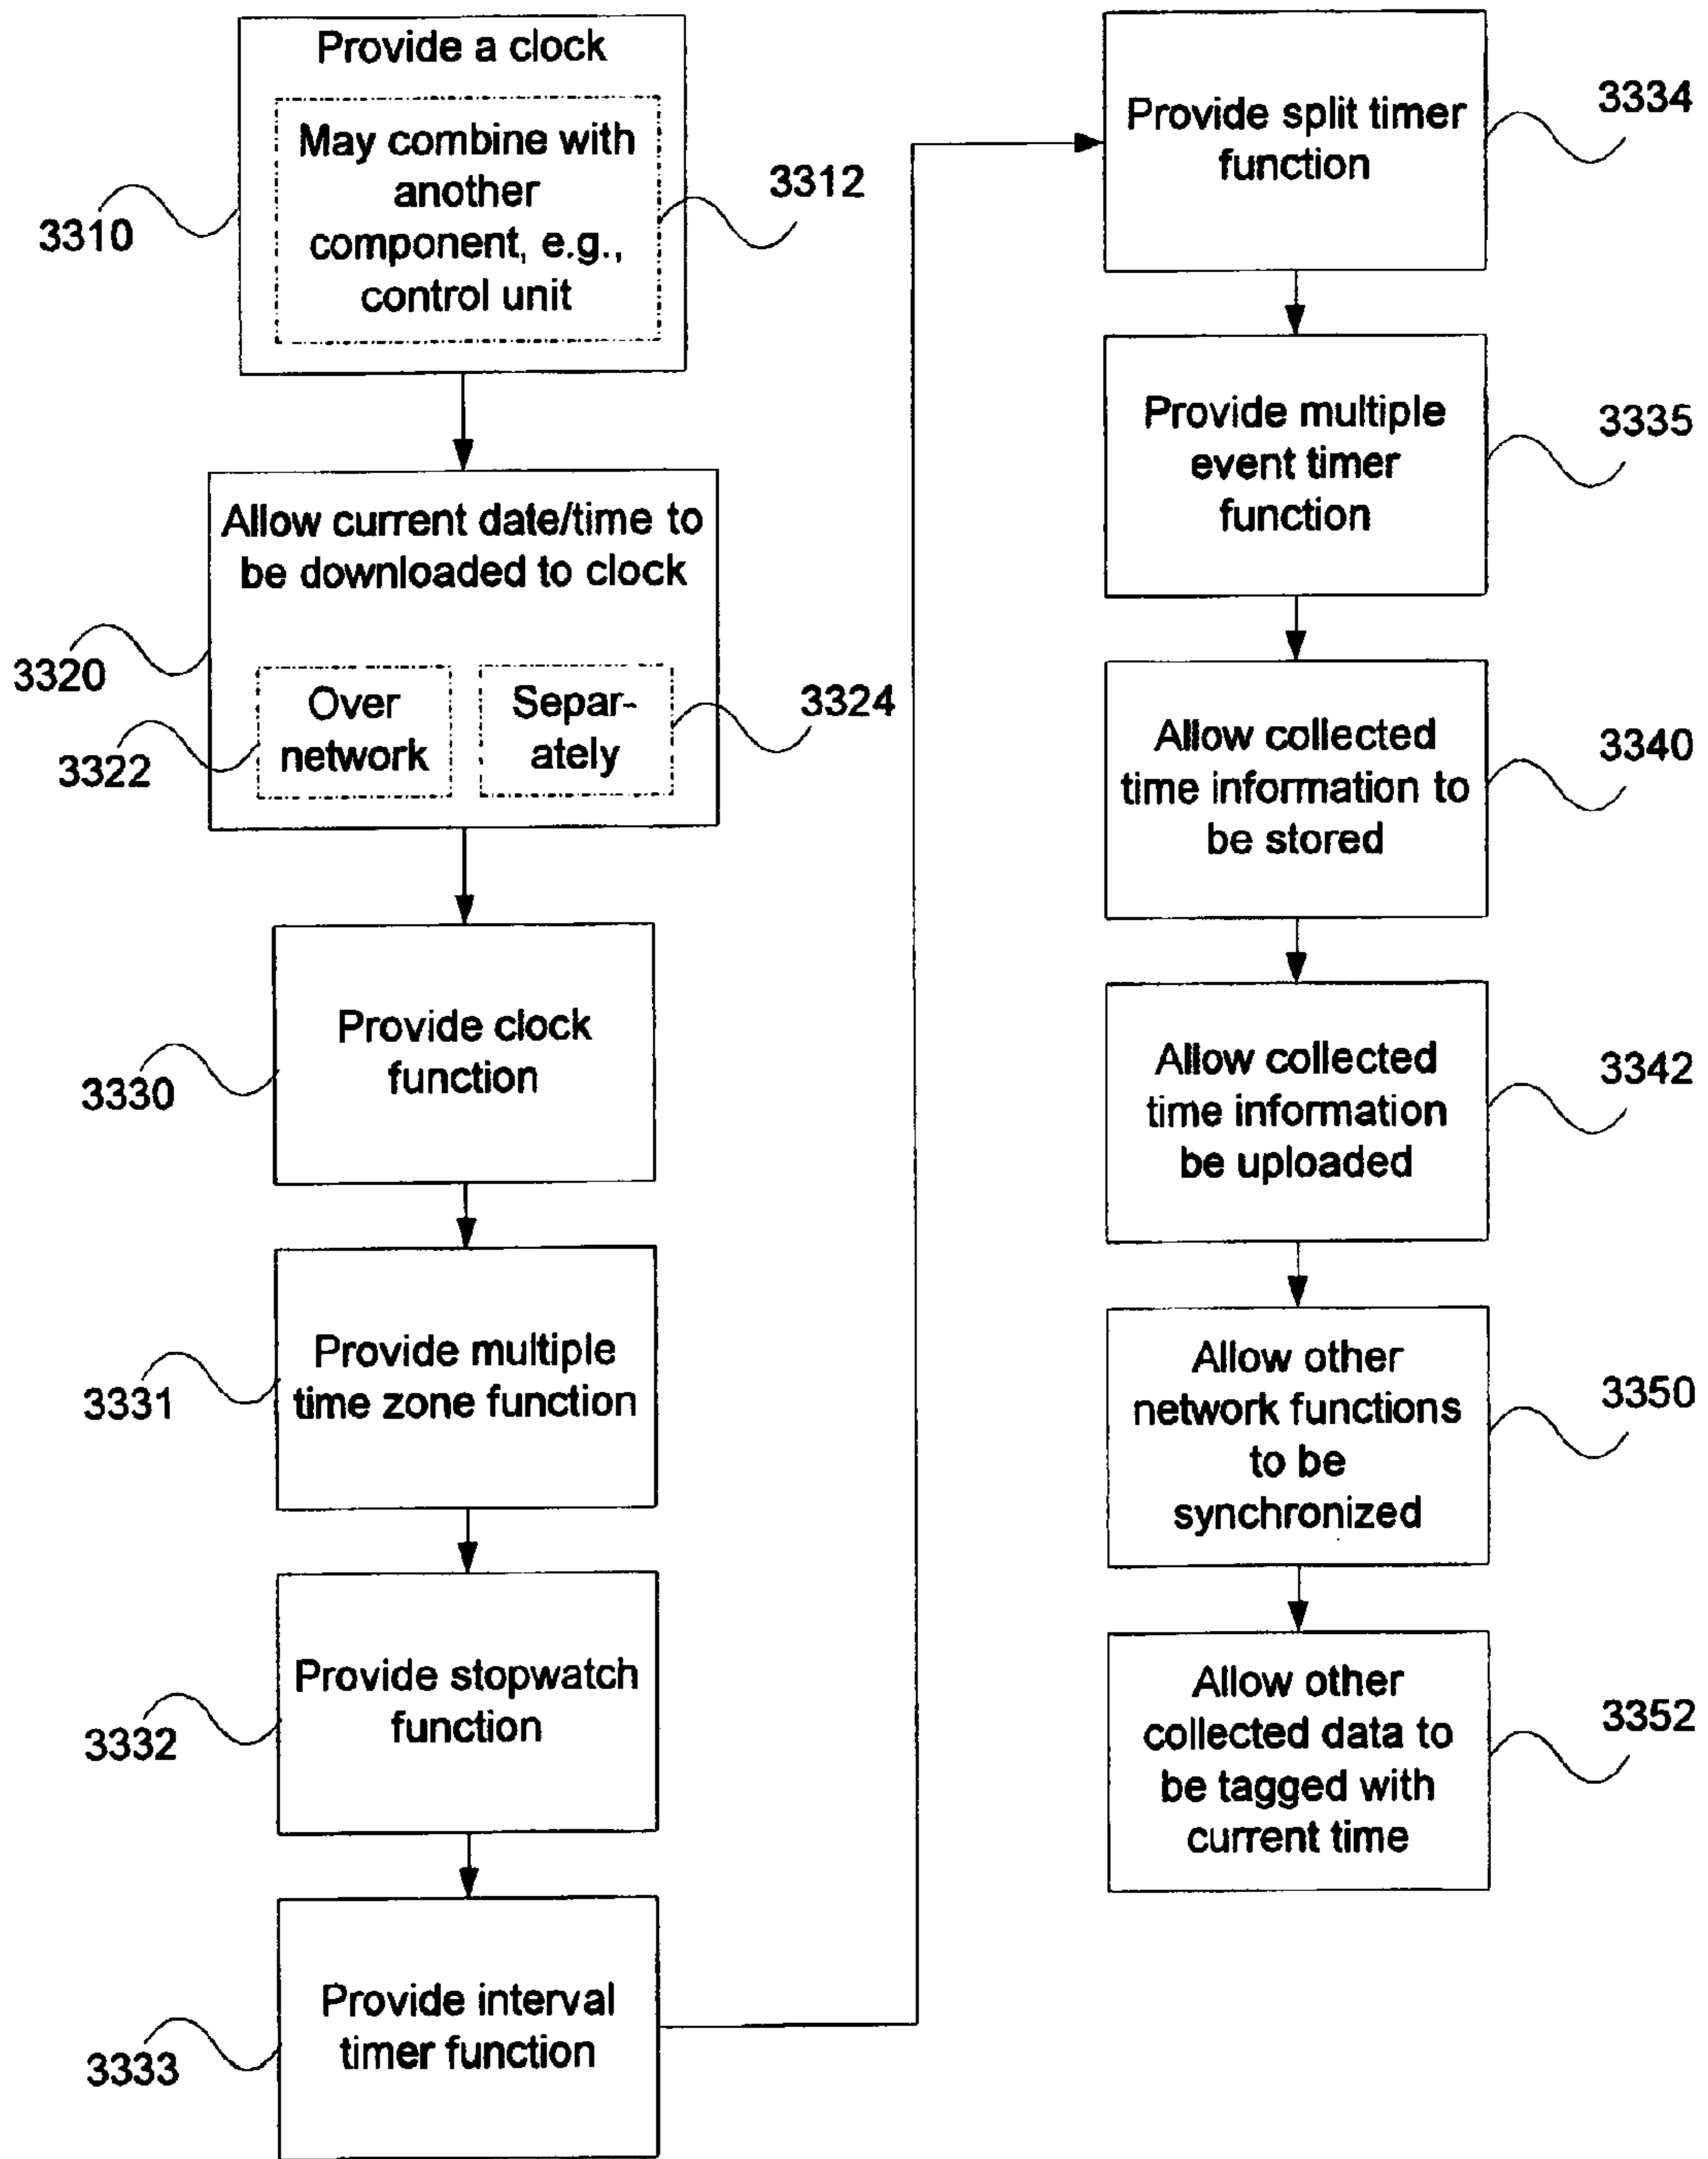 Provide a clock
May combine with
another
component, e.g.,
control unit
3310
3312
Allow current date/time to
be downloaded to clock
3320
Over
network
3322
Separ-
ately
3324
Provide clock
function
3330
Provide multiple
time zone function
3331
Provide stopwatch
function
3332
Provide interval
timer function
3333
Provide split timer
function
3334
Provide multiple
event timer
function
3335
Allow collected
time information to
be stored
3340
Allow collected
time information
be uploaded
3342
Allow other
network functions
to be
synchronized
3350
Allow other
collected data to
be tagged with
current time
3352